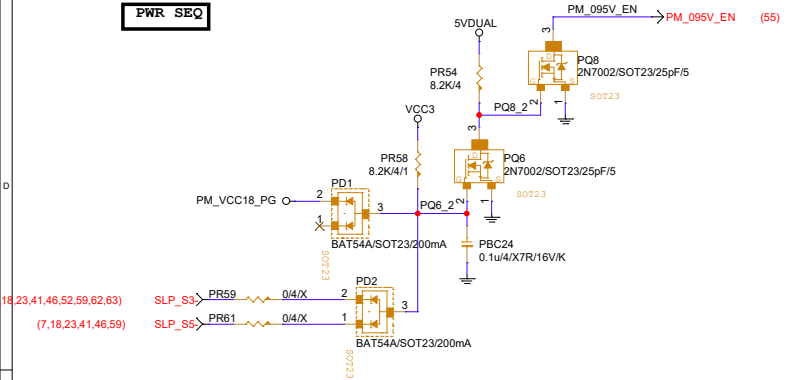 PWR SEQ
PM_095V_EN
PM_095V_EN (55)
5VDUAL
3
PQ8
2N7002/SOT23/25pF/5
D
G
S
SOT23
PR54
8.2K/4
PQ8_2
2
1
VCC3
3
PQ6
2N7002/SOT23/25pF/5
D
G
S
SOT23
PR58
8.2K/4/1
D
PD1
PM_VCC18_PG
2
3
PQ6_2
2
1
1
BAT54A/SOT23/200mA
SOT23
PBC24
0.1u/4/X7R/16V/K
PD2
18,23,41,46,52,59,62,63)
SLP_S3-
PR59
0/4/X
2
3
(7,18,23,41,46,59)
SLP_S5-
PR61
0/4/X
1
BAT54A/SOT23/200mA
SOT23